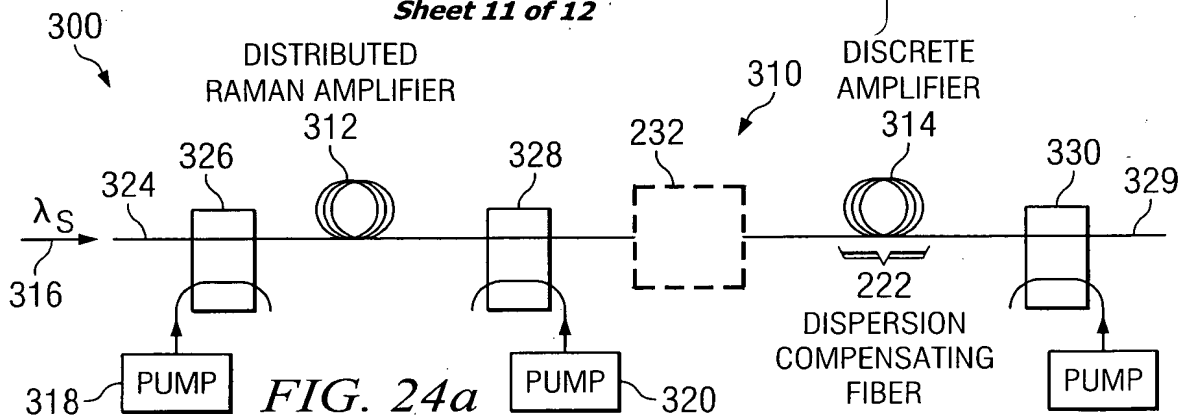 Sheet 11 of 12
300
DISTRIBUTED
RAMAN AMPLIFIER
312
310
DISCRETE
AMPLIFIER
314
326
328
232
330
324
329
λS
316
222
DISPERSION
COMPENSATING
FIBER
318
PUMP
FIG. 24a
PUMP
320
PUMP